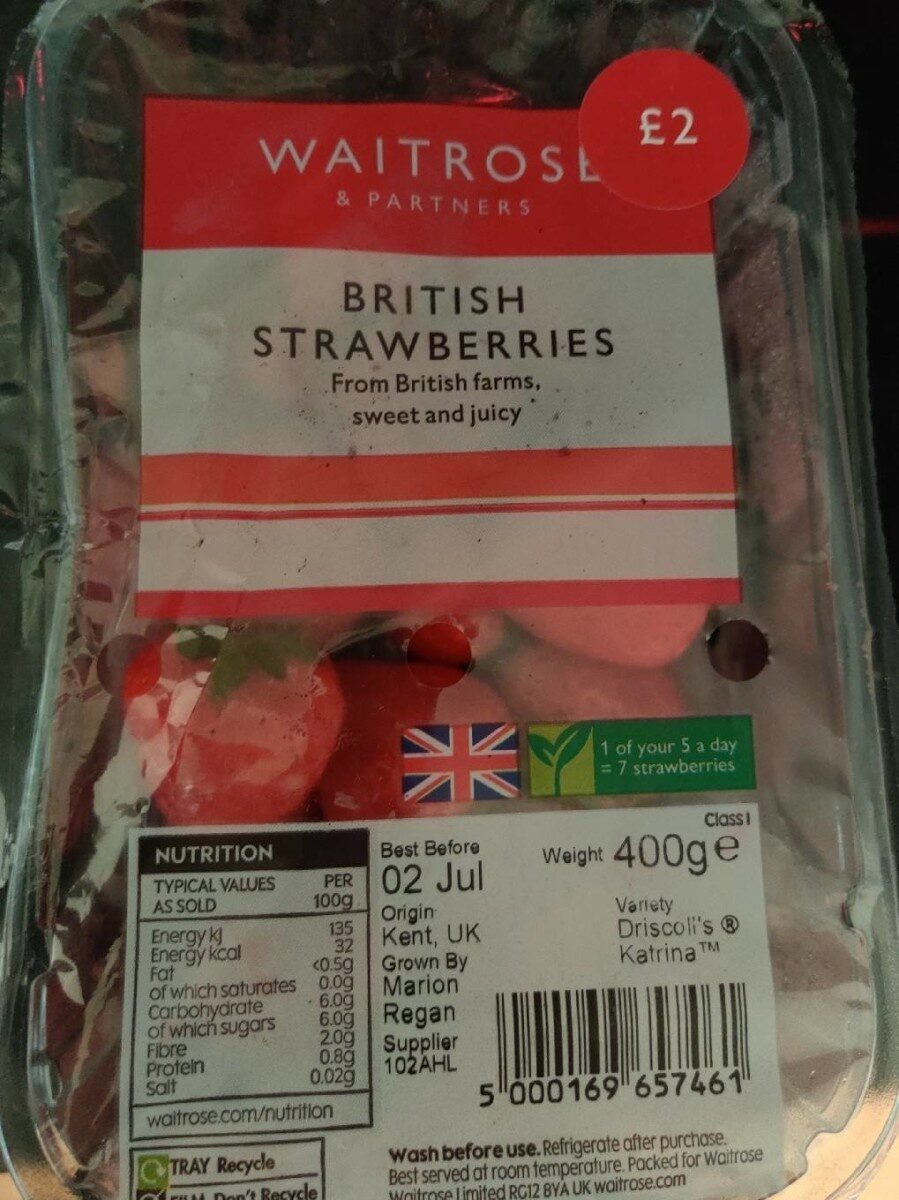 £2
WAITROSE
& PARTNERS
BRITISH
STRAWBERRIES
From British farms,
sweet and juicy
1 of your 5 a day
= 7 strawberries
Class I
NUTRITION
TYPICAL VALUES PER
AS SOLD 100g
Energy kJ 135
Energy kcal 32
Fat <0.5g
of which saturates 0.0g
Carbohydrate 6.0g
of which sugars 6.0g
Fibre 2.0g
Protein 0.8g
Salt 0.02g
waitrose.com/nutrition
Best Before
02 Jul
Origin
Kent, UK
Grown By
Marion
Regan
Supplier
102AHL
Weight 400g e
Variety
Driscoll's ®
Katrina™
5 000169 657461
TRAY Recycle
FILM Don't Recycle
Wash before use. Refrigerate after purchase.
Best served at room temperature. Packed for Waitrose
Waitrose Limited RG12 8YA UK waitrose.com